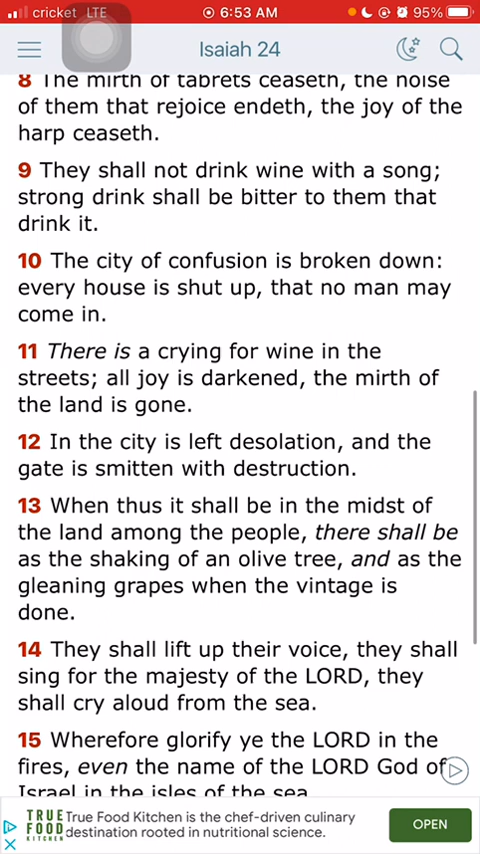 cricket LTE 6:53 AM 95%
Isaiah 24
8 The mirth of tabrets ceaseth, the noise
of them that rejoice endeth, the joy of the
harp ceaseth.
9 They shall not drink wine with a song;
strong drink shall be bitter to them that
drink it.
10 The city of confusion is broken down:
every house is shut up, that no man may
come in.
11 There is a crying for wine in the
streets; all joy is darkened, the mirth of
the land is gone.
12 In the city is left desolation, and the
gate is smitten with destruction.
13 When thus it shall be in the midst of
the land among the people, there shall be
as the shaking of an olive tree, and as the
gleaning grapes when the vintage is
done.
14 They shall lift up their voice, they shall
sing for the majesty of the LORD, they
shall cry aloud from the sea.
15 Wherefore glorify ye the LORD in the
fires, even the name of the LORD God of
Israel in the isles of the sea
TRUE
FOOD
KITCHEN
True Food Kitchen is the chef-driven culinary
destination rooted in nutritional science.
OPEN